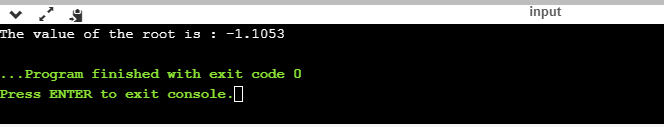 input
The value of the root is : -1.1053
...Program finished with exit code 0
Press ENTER to exit console.